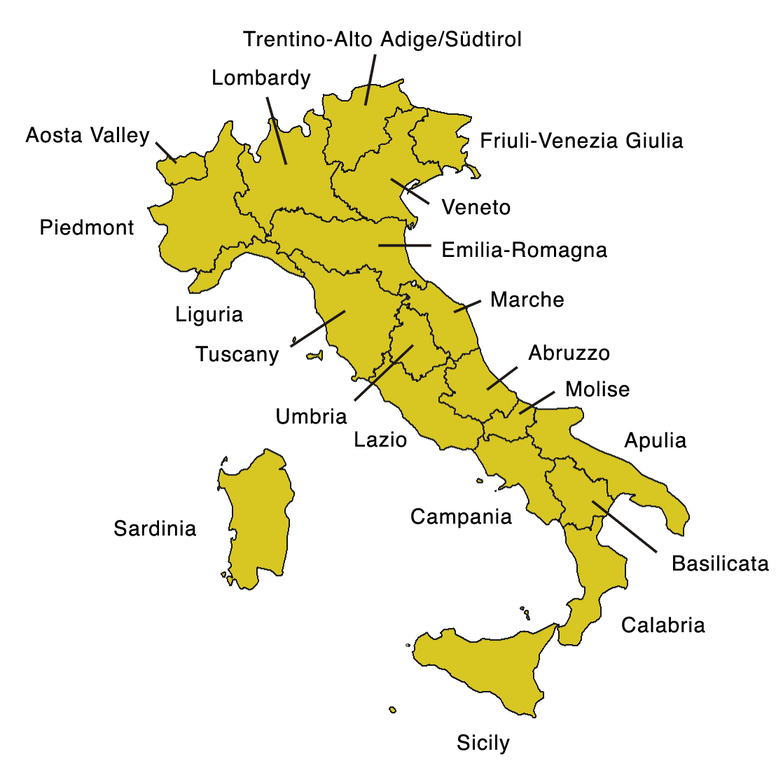 Trentino-Alto Adige/Südtirol
Lombardy
Aosta Valley
Friuli-Venezia Giulia
Veneto
Piedmont
Emilia-Romagna
Marche
Liguria
Tuscany
Abruzzo
Molise
Umbria
Lazio
Apulia
Campania
Sardinia
Basilicata
Calabria
Sicily